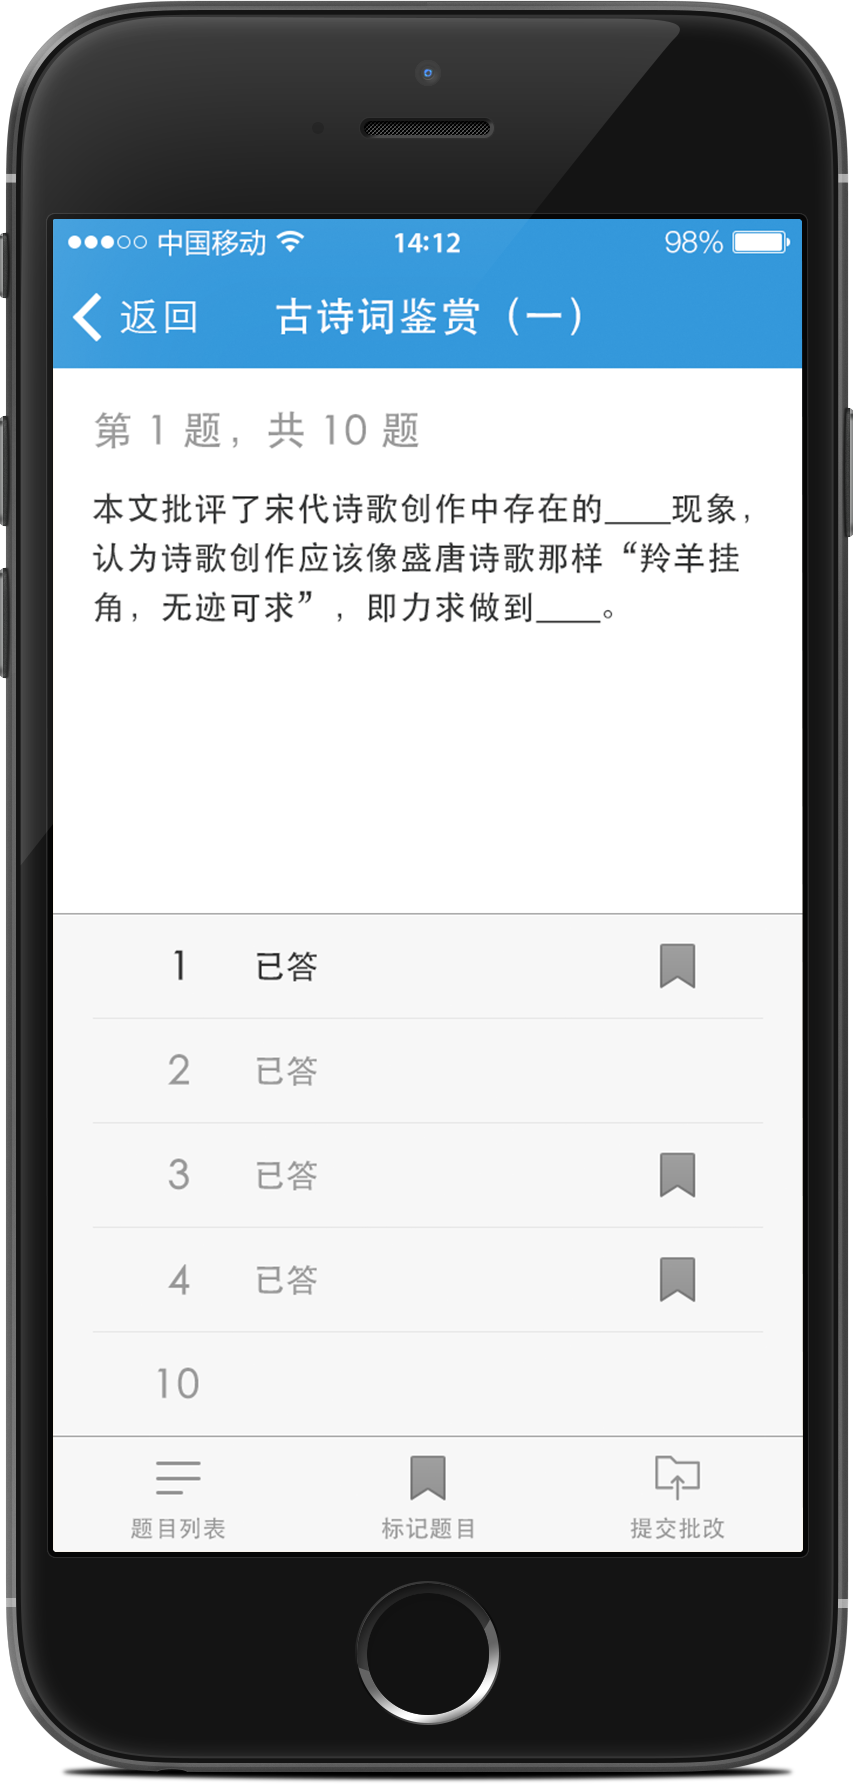 中国移动 14:12 98%
返回 古诗词鉴赏（一）
第 1 题，共 10 题
本文批评了宋代诗歌创作中存在的____现象，
认为诗歌创作应该像盛唐诗歌那样“羚羊挂
角，无迹可求”，即力求做到____。
1 已答
2 已答
3 已答
4 已答
10
题目列表 标记题目 提交批改